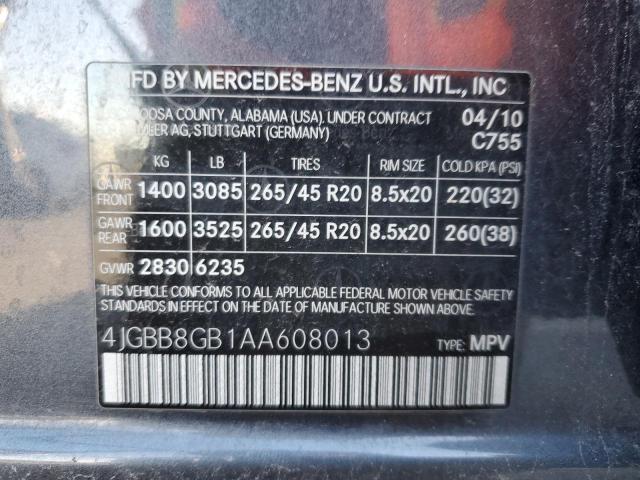 MFD BY MERCEDES-BENZ U.S. INTL., INC
OOSA COUNTY, ALABAMA (USA). UNDER CONTRACT 04/10
LER AG, STUTTGART (GERMANY) C755
KG LB TIRES RIM SIZE COLD KPA (PSI)
GAWR FRONT 1400 3085 265/45 R20 8.5x20 220(32)
GAWR REAR 1600 3525 265/45 R20 8.5x20 260(38)
GVWR 2830 6235
THIS VEHICLE CONFORMS TO ALL APPLICABLE FEDERAL MOTOR VEHICLE SAFETY
STANDARDS IN EFFECT ON THE DATE OF MANUFACTURE SHOWN ABOVE.
4JGBB8GB1AA608013 TYPE: MPV